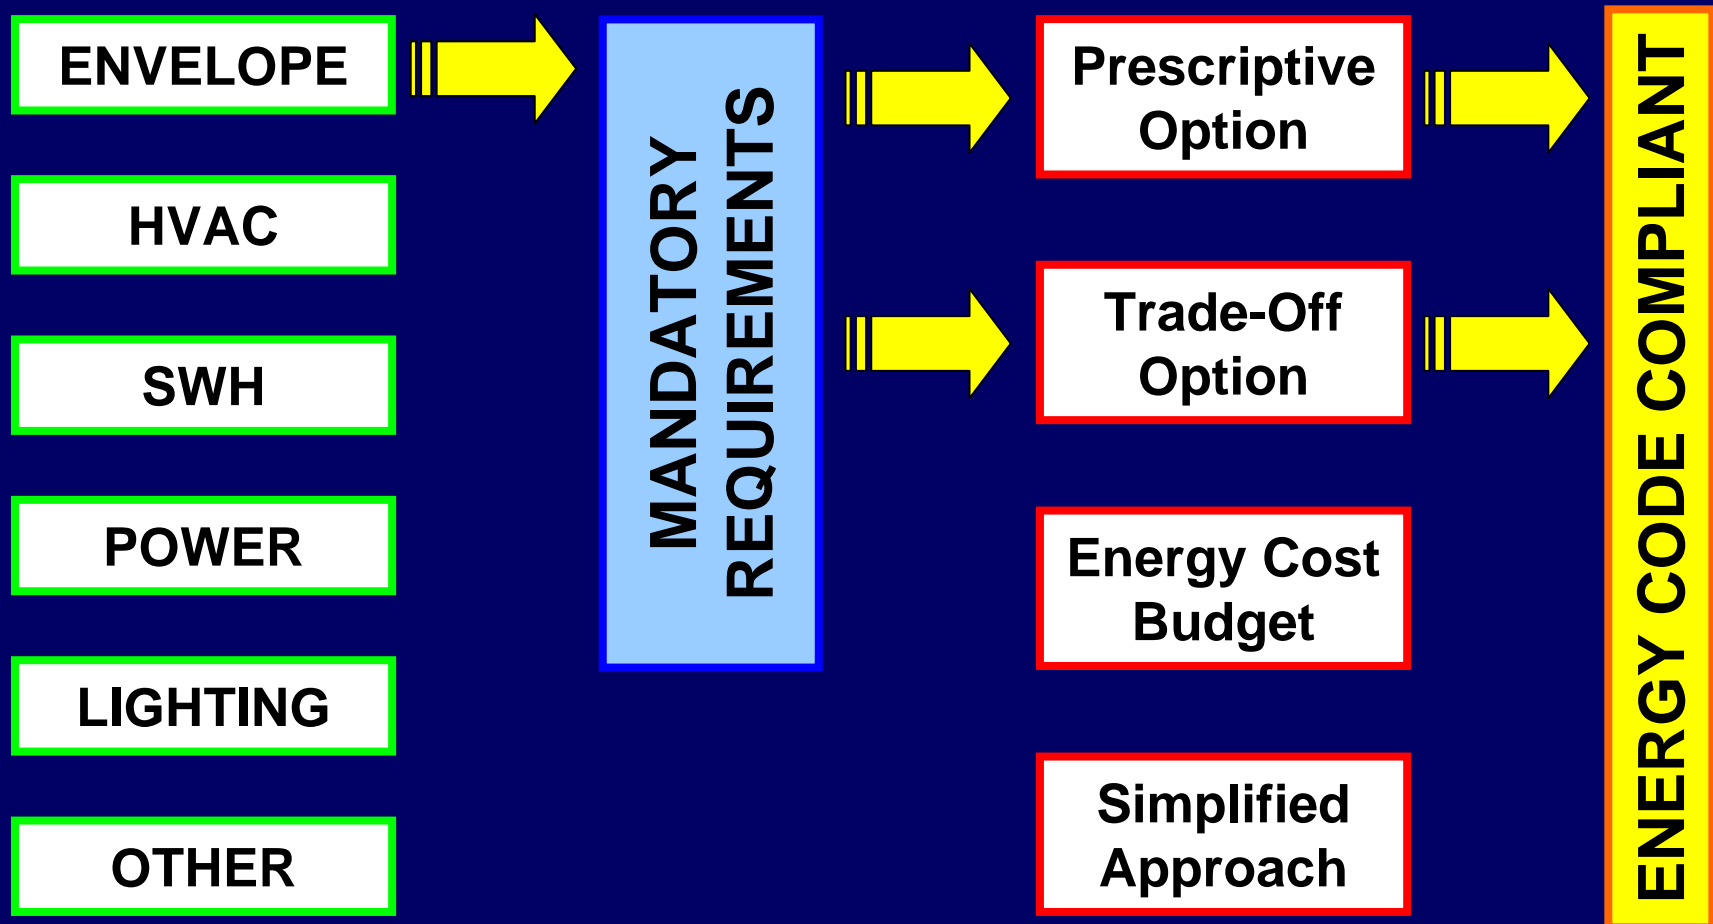 ENVELOPE
HVAC
SWH
POWER
LIGHTING
OTHER
MANDATORY
REQUIREMENTS
Prescriptive
Option
Trade-Off
Option
Energy Cost
Budget
Simplified
Approach
ENERGY CODE COMPLIANT